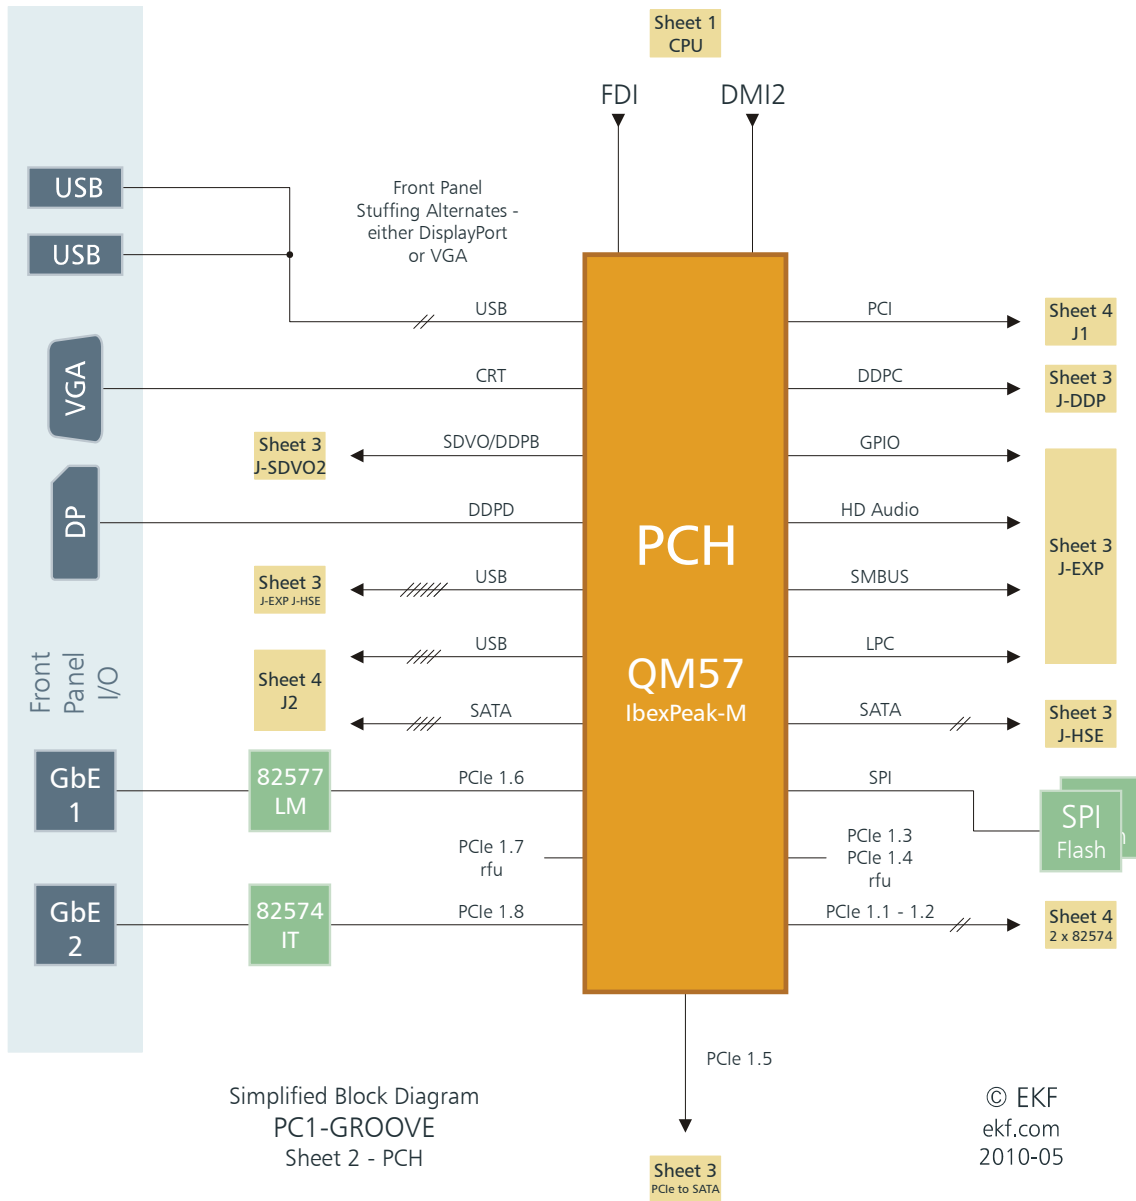 Sheet 1
CPU
FDI
DMI2
USB
USB
Front Panel
Stuffing Alternates -
either DisplayPort
or VGA
USB
PCI
Sheet 4
J1
VGA
CRT
DDPC
Sheet 3
J-DDP
Sheet 3
J-SDVO2
SDVO/DDPB
GPIO
DP
DDPD
HD Audio
PCH
Sheet 3
J-EXP
Sheet 3
J-EXP J-HSE
USB
SMBUS
Front
Panel
I/O
USB
LPC
Sheet 4
J2
QM57
IbexPeak-M
SATA
SATA
Sheet 3
J-HSE
GbE
1
82577
LM
PCIe 1.6
SPI
SPI
Flash
PCIe 1.7
rfu
PCIe 1.3
PCIe 1.4
rfu
GbE
2
82574
IT
PCIe 1.8
PCIe 1.1 - 1.2
Sheet 4
2 x 82574
PCIe 1.5
Simplified Block Diagram
PC1-GROOVE
Sheet 2 - PCH
© EKF
ekf.com
2010-05
Sheet 3
PCIe to SATA